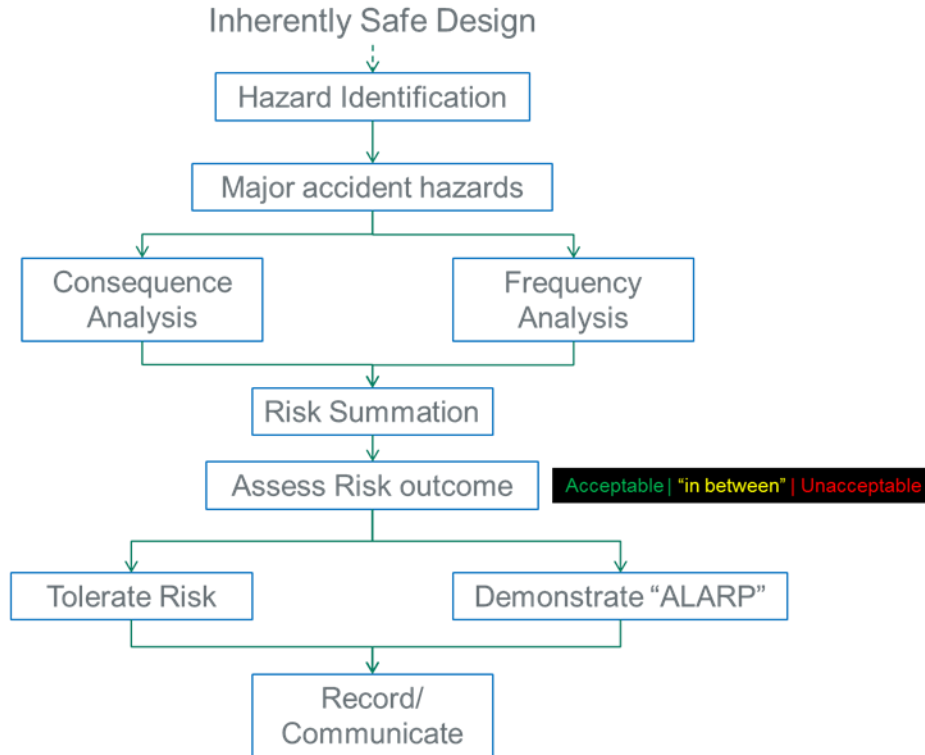 Inherently Safe Design
Hazard Identification
Major accident hazards
Consequence
Analysis
Frequency
Analysis
Risk Summation
Assess Risk outcome
Acceptable | “in between” | Unacceptable
Tolerate Risk
Demonstrate “ALARP”
Record/
Communicate